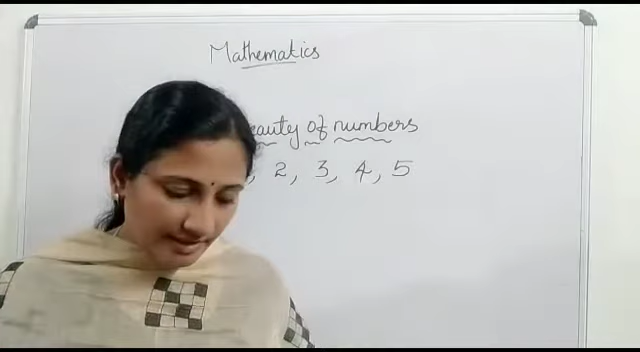 Mathematics
eauty of numbers
, 2, 3, 4, 5